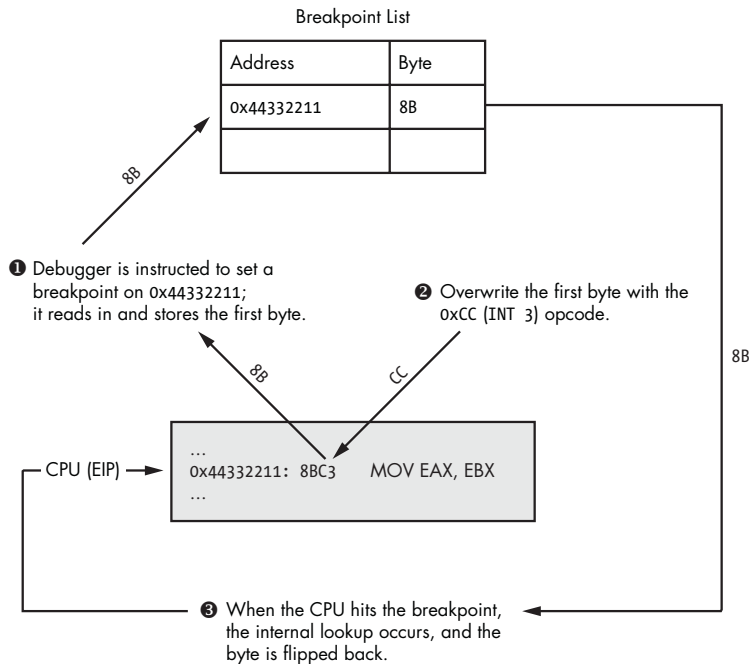 Breakpoint List
Address Byte
0x44332211 8B
8B
❶ Debugger is instructed to set a
breakpoint on 0x44332211;
it reads in and stores the first byte.
❷ Overwrite the first byte with the
0xCC (INT 3) opcode.
8B
8B
CC
...
CPU (EIP)
0x44332211: 8BC3 MOV EAX, EBX
...
❸ When the CPU hits the breakpoint,
the internal lookup occurs, and the
byte is flipped back.